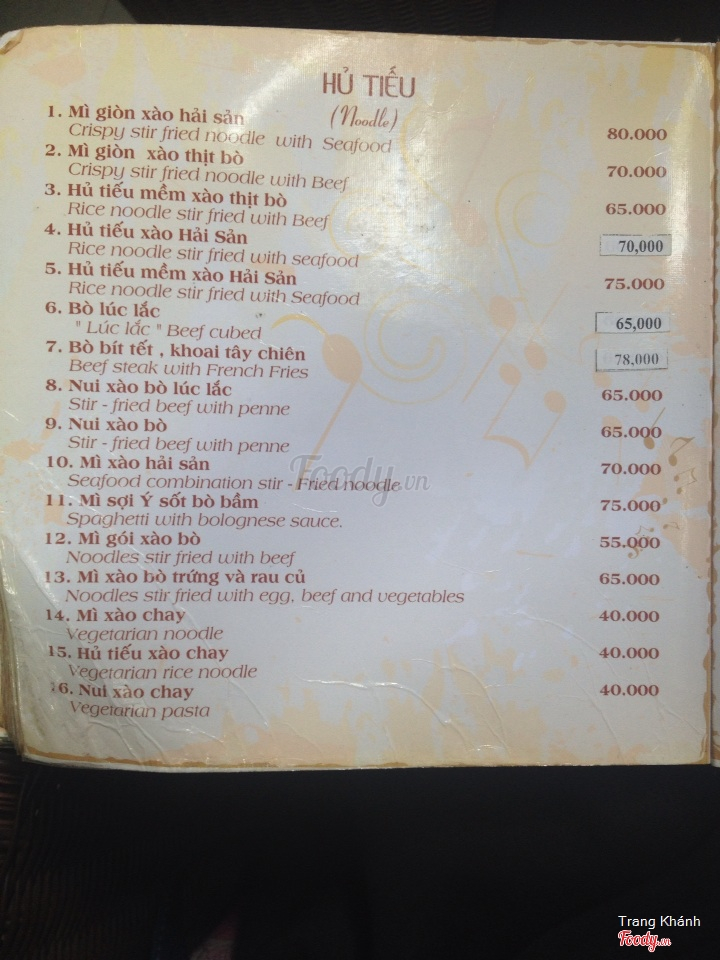 HỦ TIẾU
(Noodle)
1. Mì giòn xào hải sản
Crispy stir fried noodle with Seafood 80.000
2. Mì giòn xào thịt bò
Crispy stir fried noodle with Beef 70.000
3. Hủ tiếu mềm xào thịt bò
Rice noodle stir fried with Beef 65.000
4. Hủ tiếu xào Hải Sản 70,000
Rice noodle stir fried with seafood
5. Hủ tiếu mềm xào Hải Sản 75.000
Rice noodle stir fried with Seafood
6. Bò lúc lắc 65,000
" Lúc lắc " Beef cubed
7. Bò bít tết , khoai tây chiên 78,000
Beef steak with French Fries
8. Nui xào bò lúc lắc 65.000
Stir - fried beef with penne
9. Nui xào bò 65.000
Stir - fried beef with penne
10. Mì xào hải sản 70.000
Seafood combination stir - Fried noodle
11. Mì sợi Ý sốt bò bầm 75.000
Spaghetti with bolognese sauce.
12. Mì gói xào bò 55.000
Noodles stir fried with beef
13. Mì xào bò trứng và rau củ 65.000
Noodles stir fried with egg, beef and vegetables
14. Mì xào chay 40.000
Vegetarian noodle
15. Hủ tiếu xào chay 40.000
Vegetarian rice noodle
16. Nui xào chay 40.000
Vegetarian pasta
Foody.vn
Trang Khánh
Foody.vn